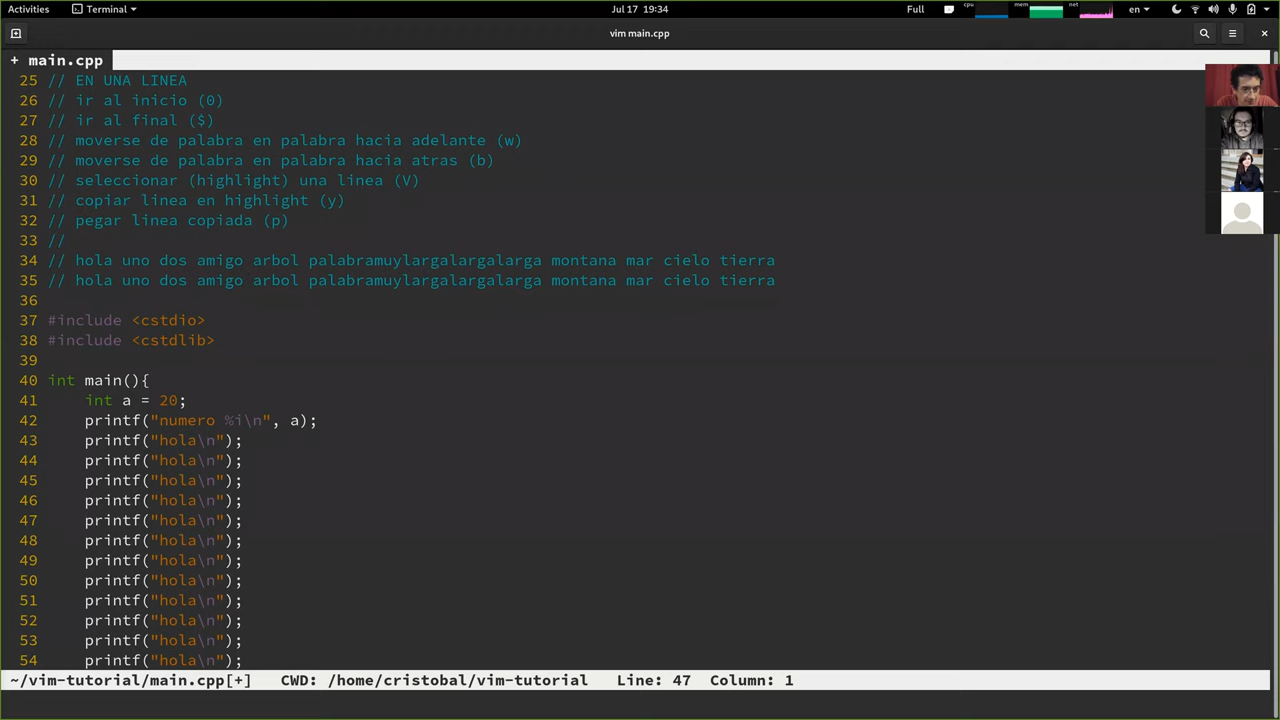 Activities Terminal Jul 17 19:34 Full cpu mem net en
vim main.cpp
+ main.cpp
25 // EN UNA LINEA
26 // ir al inicio (0)
27 // ir al final ($)
28 // moverse de palabra en palabra hacia adelante (w)
29 // moverse de palabra en palabra hacia atras (b)
30 // seleccionar (highlight) una linea (V)
31 // copiar linea en highlight (y)
32 // pegar linea copiada (p)
33 //
34 // hola uno dos amigo arbol palabramuylargalargalarga montana mar cielo tierra
35 // hola uno dos amigo arbol palabramuylargalargalarga montana mar cielo tierra
36
37 #include <cstdio>
38 #include <cstdlib>
39
40 int main(){
41     int a = 20;
42     printf("numero %i\n", a);
43     printf("hola\n");
44     printf("hola\n");
45     printf("hola\n");
46     printf("hola\n");
47     printf("hola\n");
48     printf("hola\n");
49     printf("hola\n");
50     printf("hola\n");
51     printf("hola\n");
52     printf("hola\n");
53     printf("hola\n");
54     printf("hola\n");
~/vim-tutorial/main.cpp[+] CWD: /home/cristobal/vim-tutorial Line: 47 Column: 1